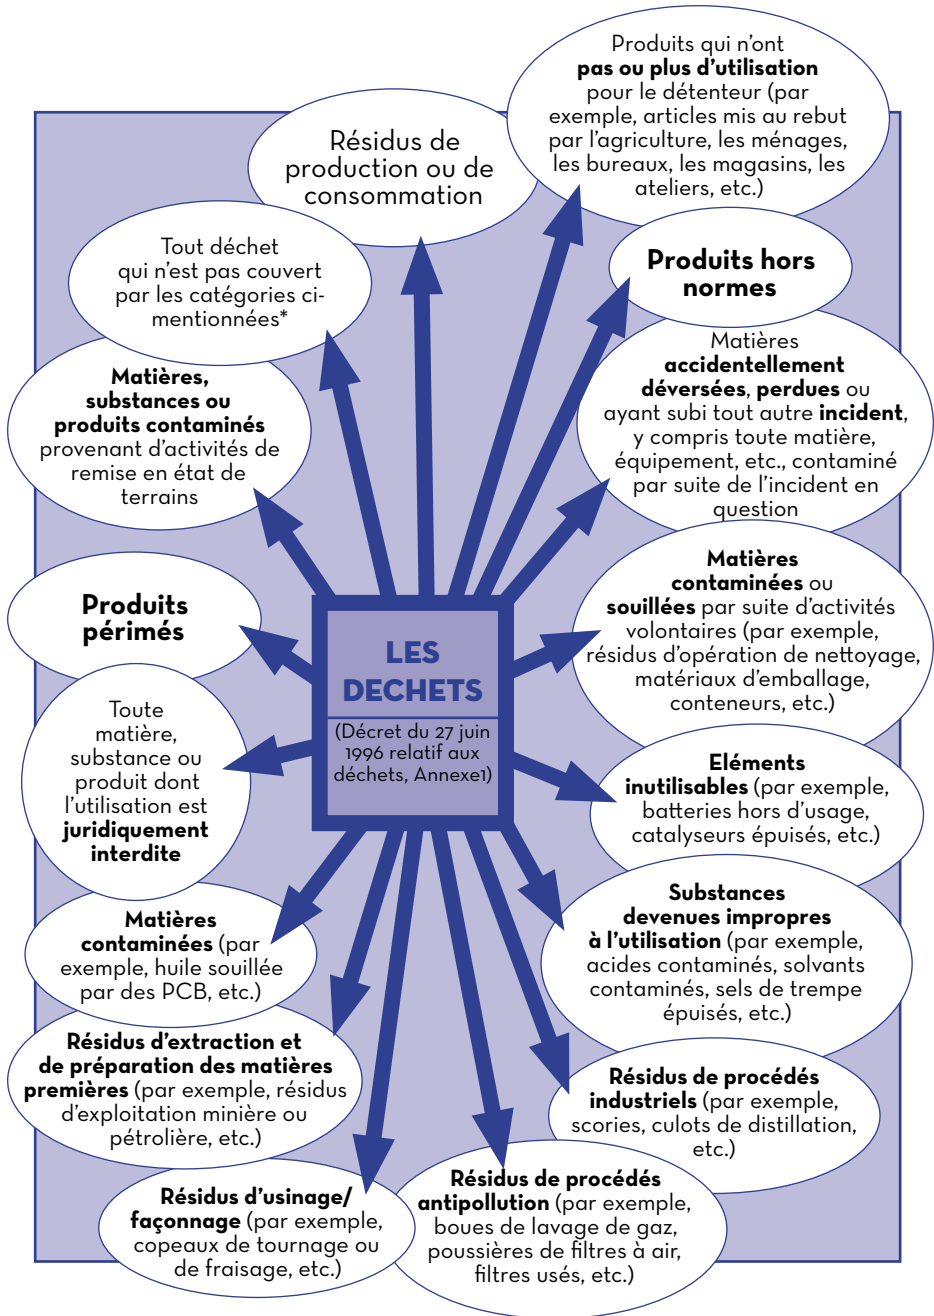 Produits qui n'ont
pas ou plus d'utilisation
pour le détenteur (par
exemple, articles mis au rebut
par l'agriculture, les ménages,
les bureaux, les magasins, les
ateliers, etc.)
Résidus de
production ou de
consommation
Tout déchet
qui n'est pas couvert
par les catégories ci-
mentionnées*
Produits hors
normes
Matières,
substances ou
produits contaminés
provenant d'activités de
remise en état de
terrains
Matières
accidentellement
déversées, perdues ou
ayant subi tout autre incident,
y compris toute matière,
équipement, etc., contaminé
par suite de l'incident en
question
Produits
périmés
LES
DECHETS
(Décret du 27 juin
1996 relatif aux
déchets, Annexe1)
Matières
contaminées ou
souillées par suite d'activités
volontaires (par exemple,
résidus d'opération de nettoyage,
matériaux d'emballage,
conteneurs, etc.)
Toute
matière,
substance ou
produit dont
l'utilisation est
juridiquement
interdite
Eléments
inutilisables (par exemple,
batteries hors d'usage,
catalyseurs épuisés, etc.)
Matières
contaminées (par
exemple, huile souillée
par des PCB, etc.)
Substances
devenues impropres
à l'utilisation (par exemple,
acides contaminés, solvants
contaminés, sels de trempe
épuisés, etc.)
Résidus d'extraction et
de préparation des matières
premières (par exemple, résidus
d'exploitation minière ou
pétrolière, etc.)
Résidus de procédés
industriels (par exemple,
scories, culots de distillation,
etc.)
Résidus d'usinage/
façonnage (par exemple,
copeaux de tournage ou
de fraisage, etc.)
Résidus de procédés
antipollution (par exemple,
boues de lavage de gaz,
poussières de filtres à air,
filtres usés, etc.)